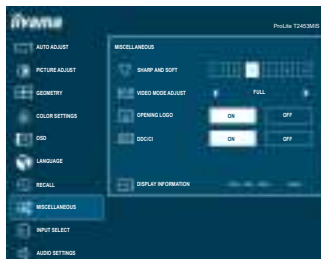 iiyama
ProLite T2453MIS
AUTO ADJUST
PICTURE ADJUST
GEOMETRY
COLOR SETTINGS
OSD
LANGUAGE
RECALL
MISCELLANEOUS
INPUT SELECT
AUDIO SETTINGS
MISCELLANEOUS
SHARP AND SOFT
VIDEO MODE ADJUST FULL
OPENING LOGO ON OFF
DDC/CI ON OFF
DISPLAY INFORMATION